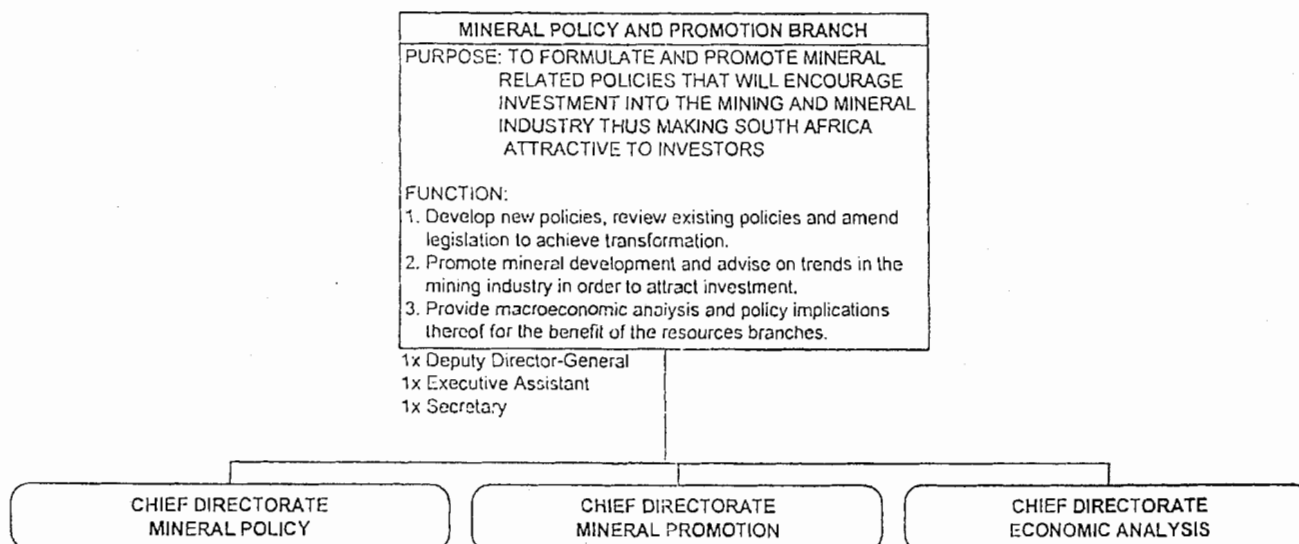 MINERAL POLICY AND PROMOTION BRANCH
PURPOSE: TO FORMULATE AND PROMOTE MINERAL
RELATED POLICIES THAT WILL ENCOURAGE
INVESTMENT INTO THE MINING AND MINERAL
INDUSTRY THUS MAKING SOUTH AFRICA
ATTRACTIVE TO INVESTORS
FUNCTION:
1. Develop new policies, review existing policies and amend
legislation to achieve transformation.
2. Promote mineral development and advise on trends in the
mining industry in order to attract investment.
3. Provide macroeconomic analysis and policy implications
thereof for the benefit of the resources branches.
1x Deputy Director-General
1x Executive Assistant
1x Secretary
CHIEF DIRECTORATE
MINERAL POLICY
CHIEF DIRECTORATE
MINERAL PROMOTION
CHIEF DIRECTORATE
ECONOMIC ANALYSIS